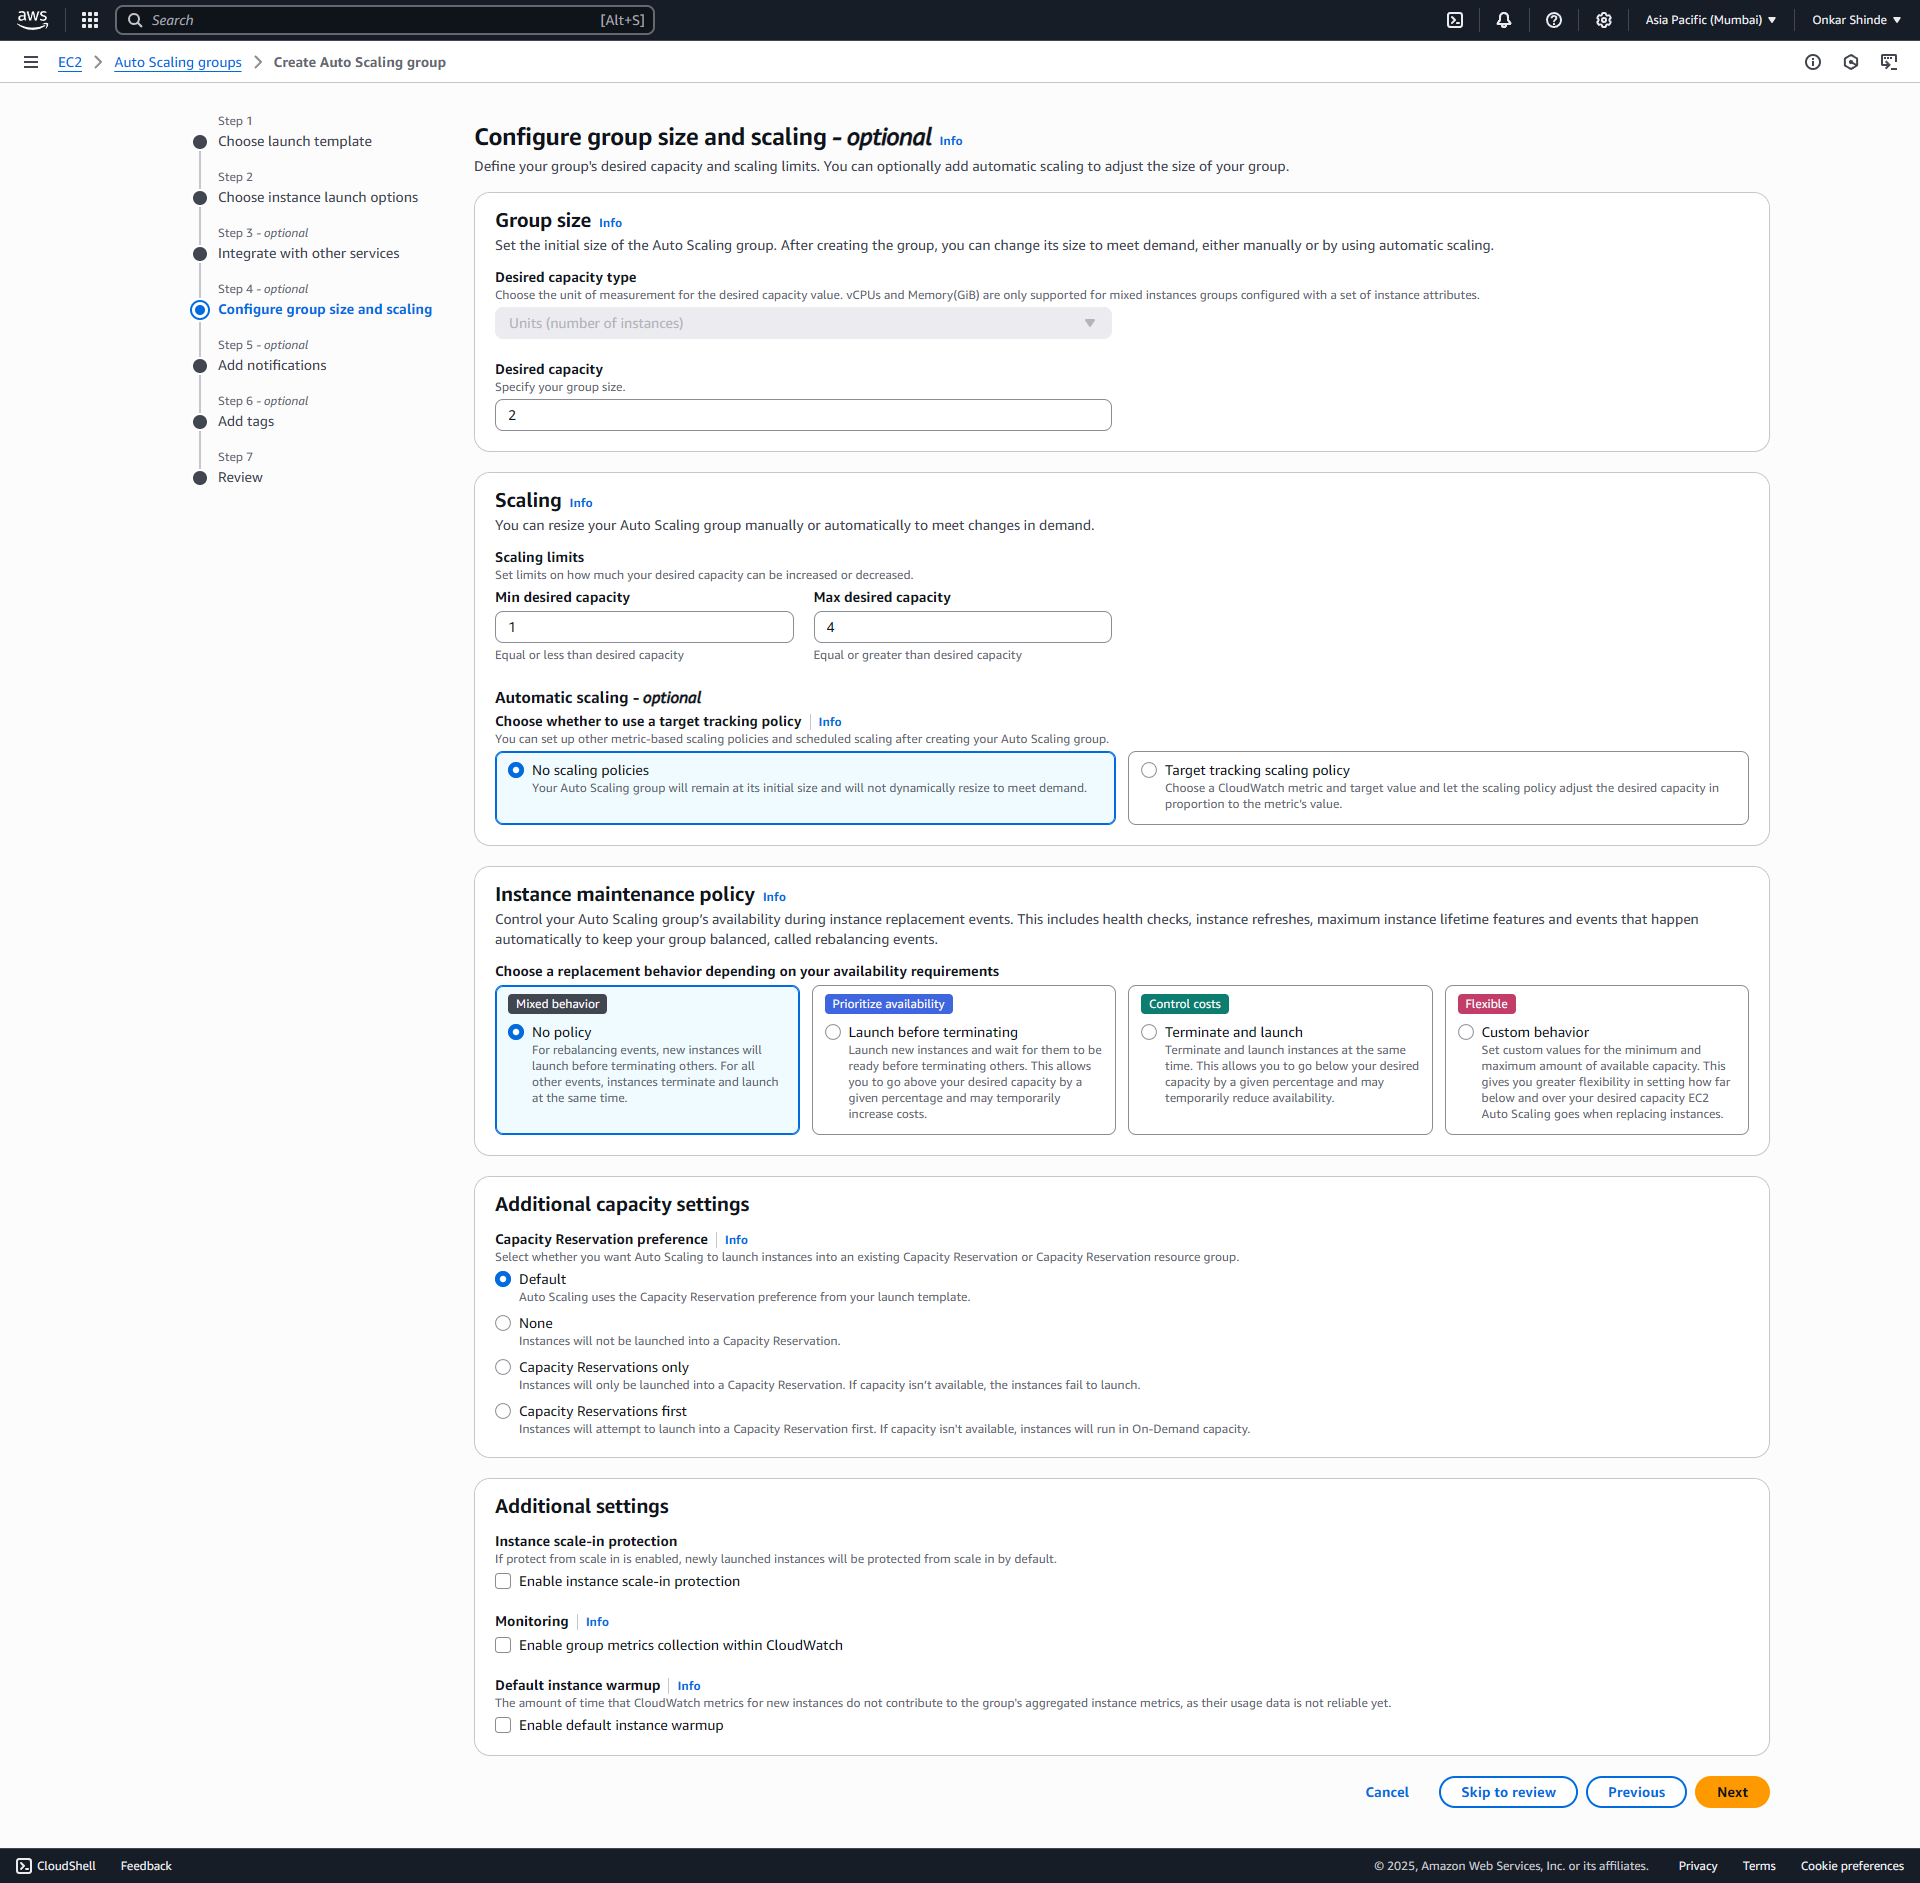 aws
Search
[Alt+S]
Asia Pacific (Mumbai)
Onkar Shinde
EC2
Auto Scaling groups
Create Auto Scaling group
Step 1
Choose launch template
Step 2
Choose instance launch options
Step 3 - optional
Integrate with other services
Step 4 - optional
Configure group size and scaling
Step 5 - optional
Add notifications
Step 6 - optional
Add tags
Step 7
Review
Configure group size and scaling - optional Info
Define your group's desired capacity and scaling limits. You can optionally add automatic scaling to adjust the size of your group.
Group size Info
Set the initial size of the Auto Scaling group. After creating the group, you can change its size to meet demand, either manually or by using automatic scaling.
Desired capacity type
Choose the unit of measurement for the desired capacity value. vCPUs and Memory(GiB) are only supported for mixed instances groups configured with a set of instance attributes.
Units (number of instances)
Desired capacity
Specify your group size.
2
Scaling Info
You can resize your Auto Scaling group manually or automatically to meet changes in demand.
Scaling limits
Set limits on how much your desired capacity can be increased or decreased.
Min desired capacity
1
Equal or less than desired capacity
Max desired capacity
4
Equal or greater than desired capacity
Automatic scaling - optional
Choose whether to use a target tracking policy Info
You can set up other metric-based scaling policies and scheduled scaling after creating your Auto Scaling group.
No scaling policies
Your Auto Scaling group will remain at its initial size and will not dynamically resize to meet demand.
Target tracking scaling policy
Choose a CloudWatch metric and target value and let the scaling policy adjust the desired capacity in
proportion to the metric's value.
Instance maintenance policy Info
Control your Auto Scaling group's availability during instance replacement events. This includes health checks, instance refreshes, maximum instance lifetime features and events that happen
automatically to keep your group balanced, called rebalancing events.
Choose a replacement behavior depending on your availability requirements
Mixed behavior
No policy
For rebalancing events, new instances will
launch before terminating others. For all
other events, instances terminate and launch
at the same time.
Prioritize availability
Launch before terminating
Launch new instances and wait for them to be
ready before terminating others. This allows
you to go above your desired capacity by a
given percentage and may temporarily
increase costs.
Control costs
Terminate and launch
Terminate and launch instances at the same
time. This allows you to go below your desired
capacity by a given percentage and may
temporarily reduce availability.
Flexible
Custom behavior
Set custom values for the minimum and
maximum amount of available capacity. This
gives you greater flexibility in setting how far
below and over your desired capacity EC2
Auto Scaling goes when replacing instances.
Additional capacity settings
Capacity Reservation preference Info
Select whether you want Auto Scaling to launch instances into an existing Capacity Reservation or Capacity Reservation resource group.
Default
Auto Scaling uses the Capacity Reservation preference from your launch template.
None
Instances will not be launched into a Capacity Reservation.
Capacity Reservations only
Instances will only be launched into a Capacity Reservation. If capacity isn't available, the instances fail to launch.
Capacity Reservations first
Instances will attempt to launch into a Capacity Reservation first. If capacity isn't available, instances will run in On-Demand capacity.
Additional settings
Instance scale-in protection
If protect from scale in is enabled, newly launched instances will be protected from scale in by default.
Enable instance scale-in protection
Monitoring Info
Enable group metrics collection within CloudWatch
Default instance warmup Info
The amount of time that CloudWatch metrics for new instances do not contribute to the group's aggregated instance metrics, as their usage data is not reliable yet.
Enable default instance warmup
Cancel
Skip to review
Previous
Next
CloudShell
Feedback
© 2025, Amazon Web Services, Inc. or its affiliates.
Privacy
Terms
Cookie preferences